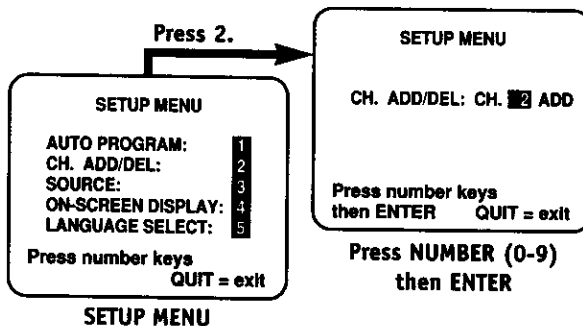 Press 2.
SETUP MENU
AUTO PROGRAM: 1
CH. ADD/DEL: 2
SOURCE: 3
ON-SCREEN DISPLAY: 4
LANGUAGE SELECT: 5
Press number keys
QUIT = exit
SETUP MENU
SETUP MENU
CH. ADD/DEL: CH. 2 ADD
Press number keys
then ENTER QUIT = exit
Press NUMBER (0-9)
then ENTER